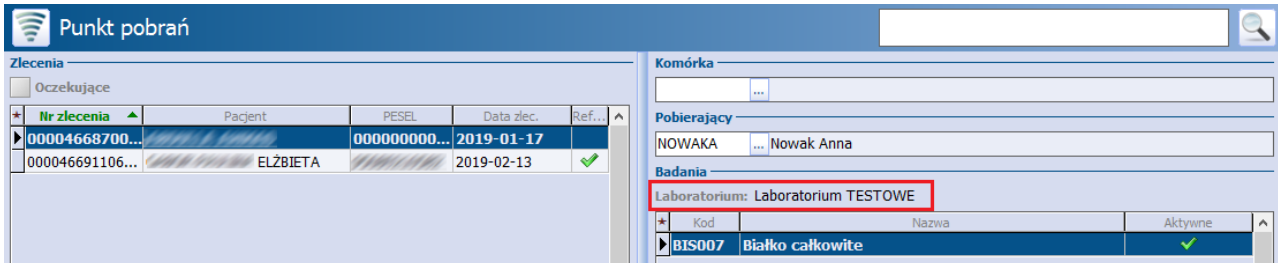 Punkt pobrań
Zlecenia
Oczekujące
* Nr zlecenia Pacjent PESEL Data zlec. Ref...
00004668700... 000000000... 2019-01-17
000046691106... ELŻBIETA 2019-02-13
Komórka
...
Pobierający
NOWAKA ... Nowak Anna
Badania
Laboratorium: Laboratorium TESTOWE
* Kod Nazwa Aktywne
BIS007 Białko całkowite